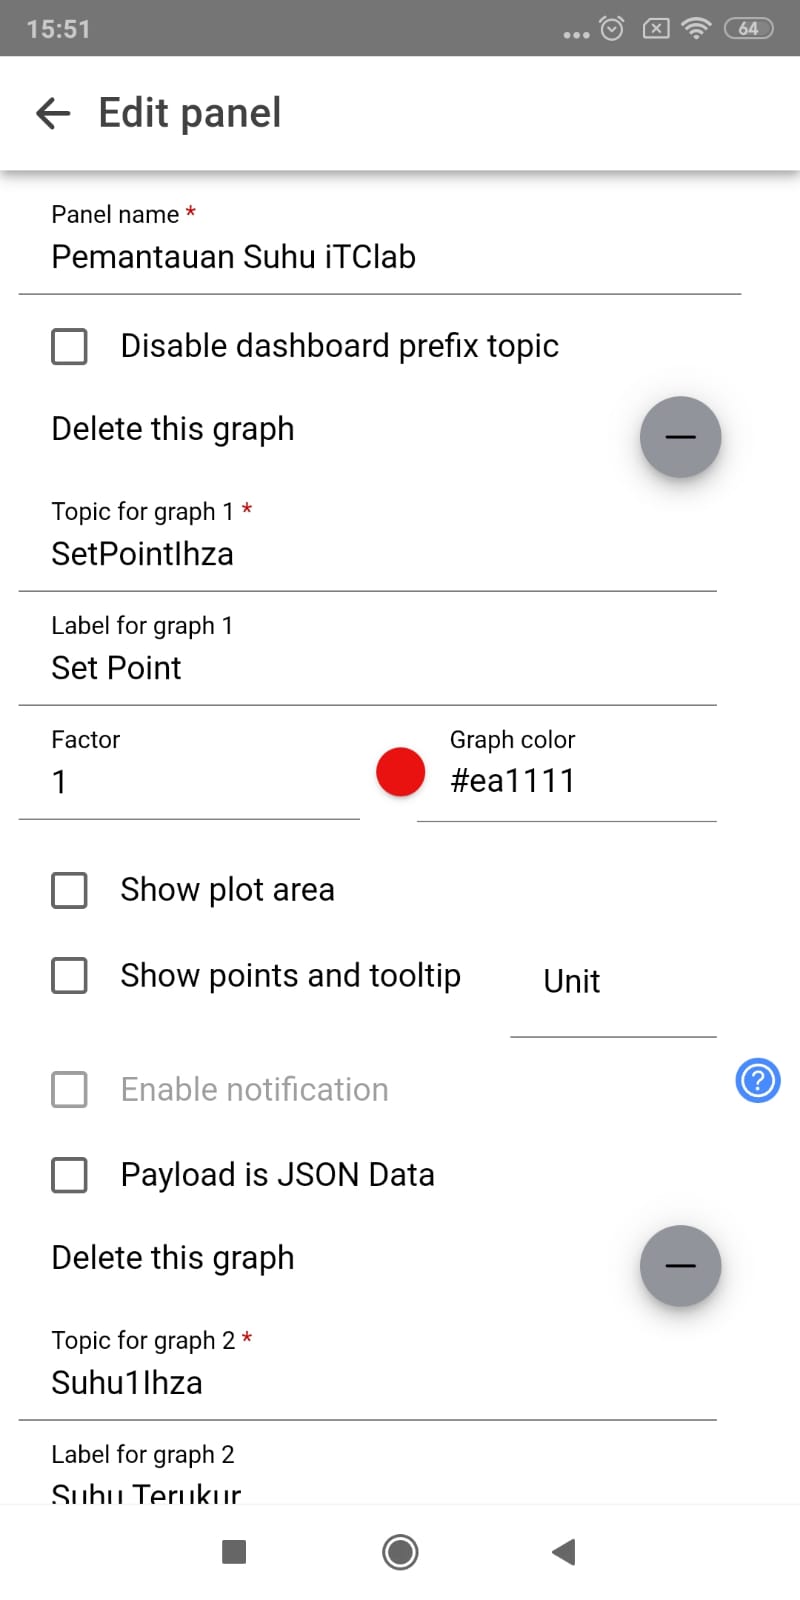 15:51
64
Edit panel
Panel name *
Pemantauan Suhu iTClab
Disable dashboard prefix topic
Delete this graph
Topic for graph 1 *
SetPointIhza
Label for graph 1
Set Point
Factor
Graph color
1
#ea1111
Show plot area
Show points and tooltip
Unit
Enable notification
Payload is JSON Data
Delete this graph
Topic for graph 2 *
Suhu1Ihza
Label for graph 2
Suhu Terukur